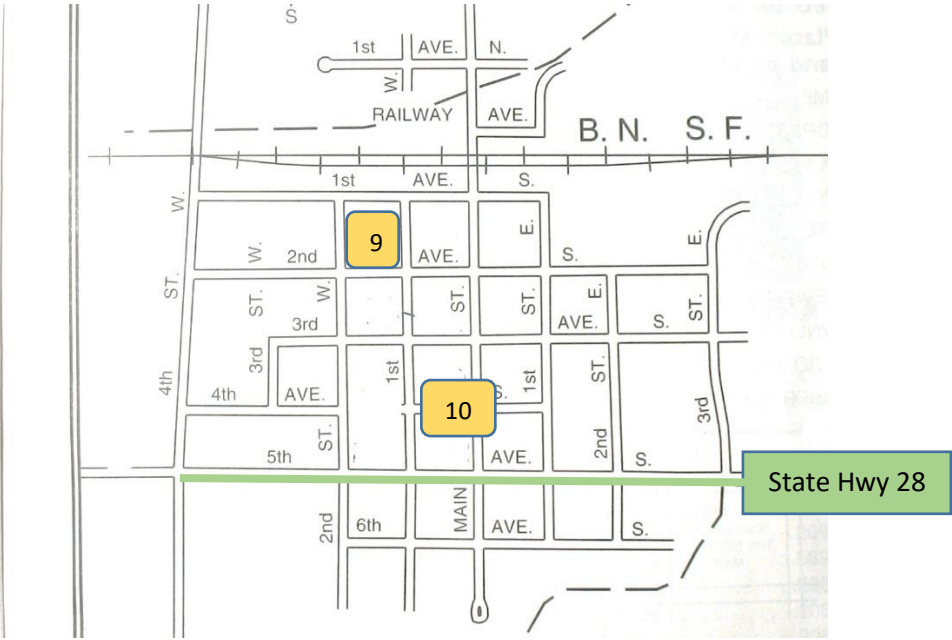 S
1st AVE. N.
W.
RAILWAY AVE.
B. N. S. F.
1st AVE. S.
W.
9
E.
E.
W.
2nd AVE. S.
ST.
ST.
W.
ST.
ST.
E.
ST.
3rd AVE. S.
4th
3rd
1st
1st
ST.
3rd
4th AVE. S.
10
ST.
2nd
5th AVE. S.
State Hwy 28
2nd
MAIN
6th AVE. S.